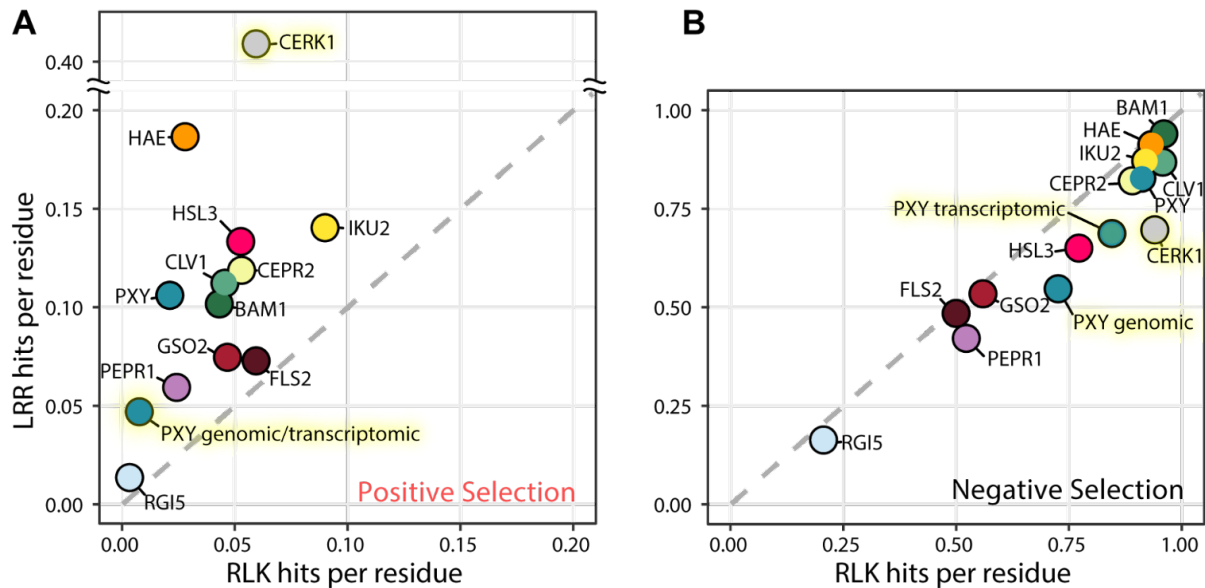 A
0.40
0.20
0.15
0.10
0.05
0.00
LRR hits per residue
CERK1
HAE
HSL3
IKU2
CLV1
CEPR2
PXY
BAM1
GSO2
FLS2
PEPR1
PXY genomic/transcriptomic
RGI5
Positive Selection
0.00 0.05 0.10 0.15 0.20
RLK hits per residue
B
1.00
0.75
0.50
0.25
0.00
BAM1
HAE
IKU2
CEPR2
CLV1
PXY
PXY transcriptomic
CERK1
HSL3
FLS2
GSO2
PXY genomic
PEPR1
RGI5
Negative Selection
0.00 0.25 0.50 0.75 1.00
RLK hits per residue